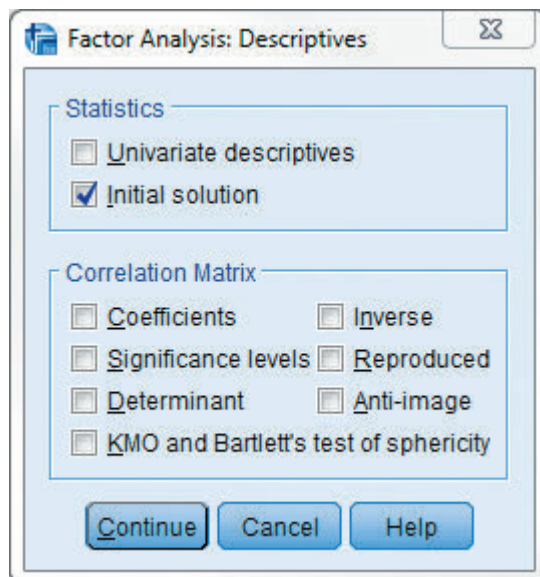 Factor Analysis: Descriptives
Statistics
Univariate descriptives
Initial solution
Correlation Matrix
Coefficients Inverse
Significance levels Reproduced
Determinant Anti-image
KMO and Bartlett's test of sphericity
Continue Cancel Help